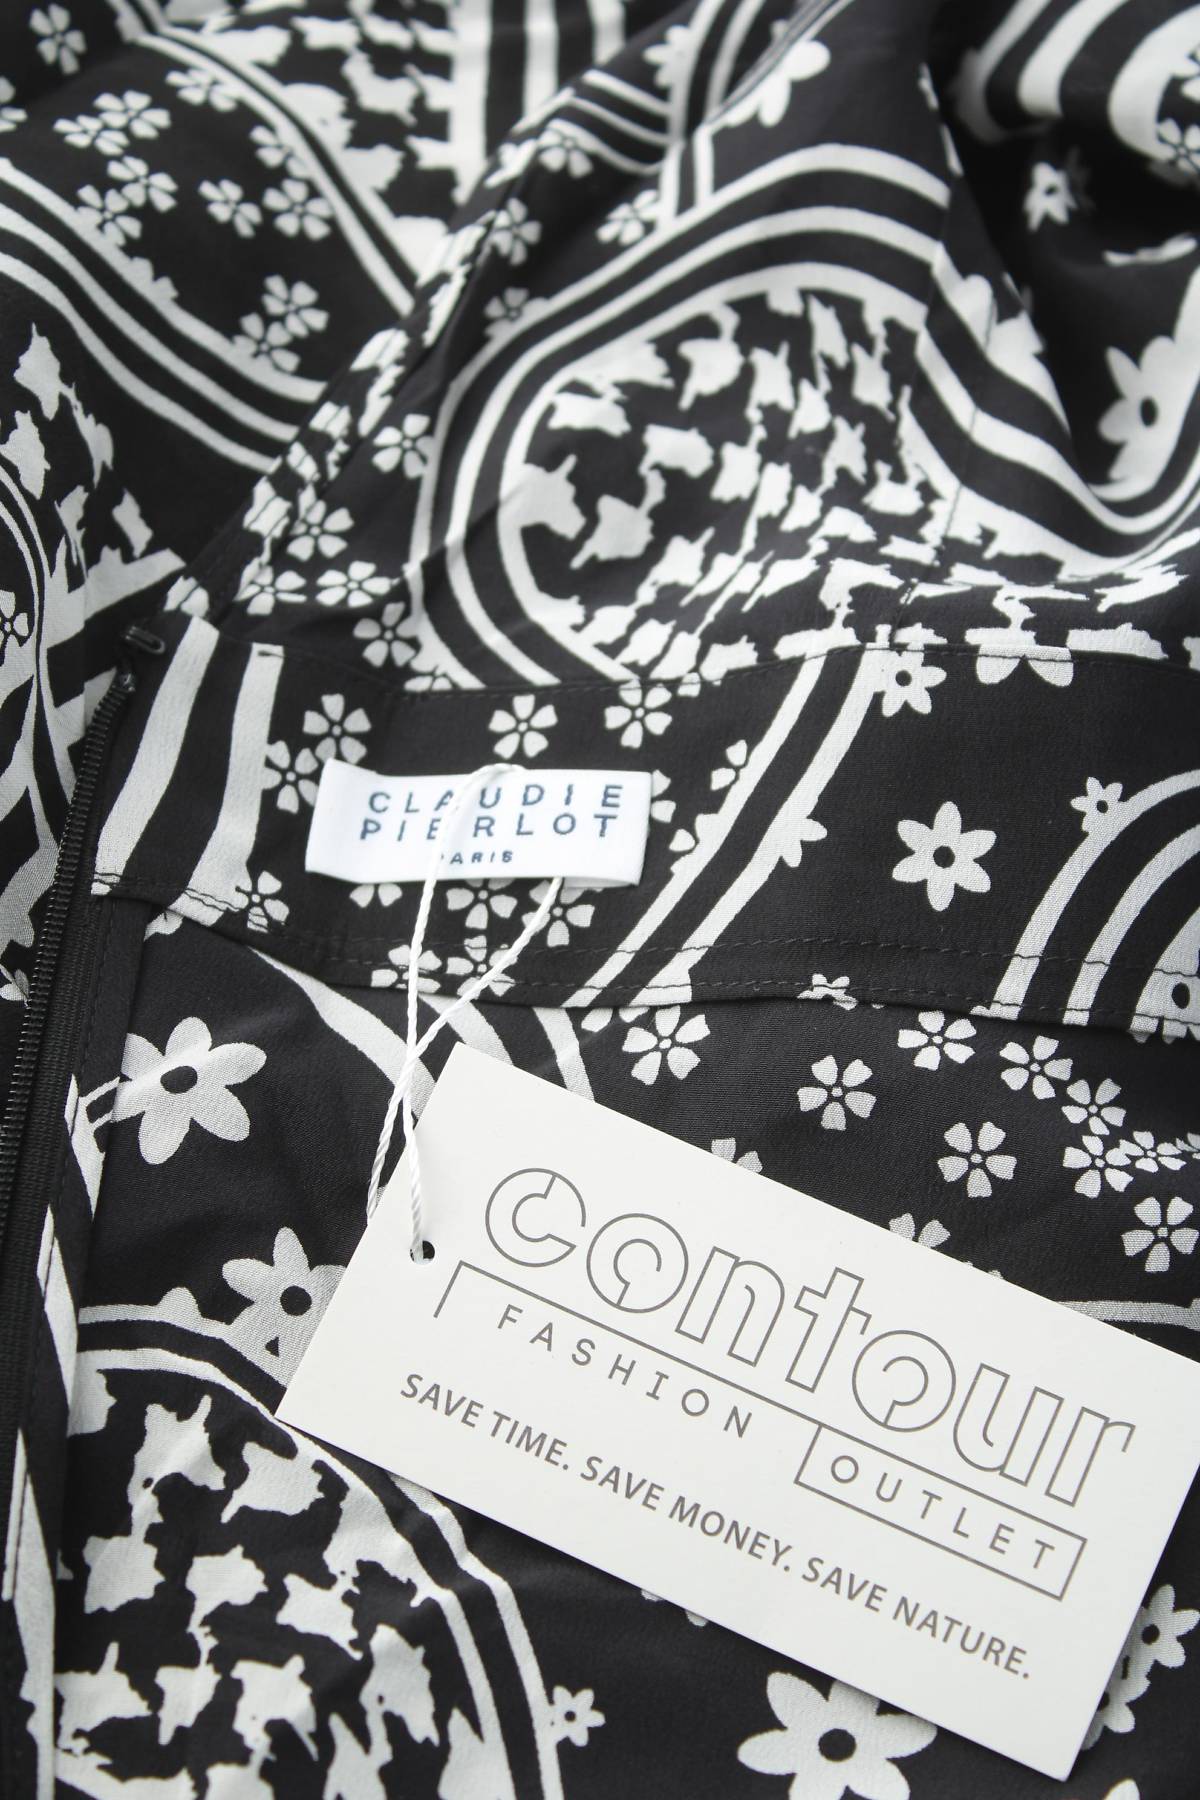 CLAUDIE
PIERLOT
PARIS
contour
FASHION
OUTLET
SAVE TIME. SAVE MONEY. SAVE NATURE.